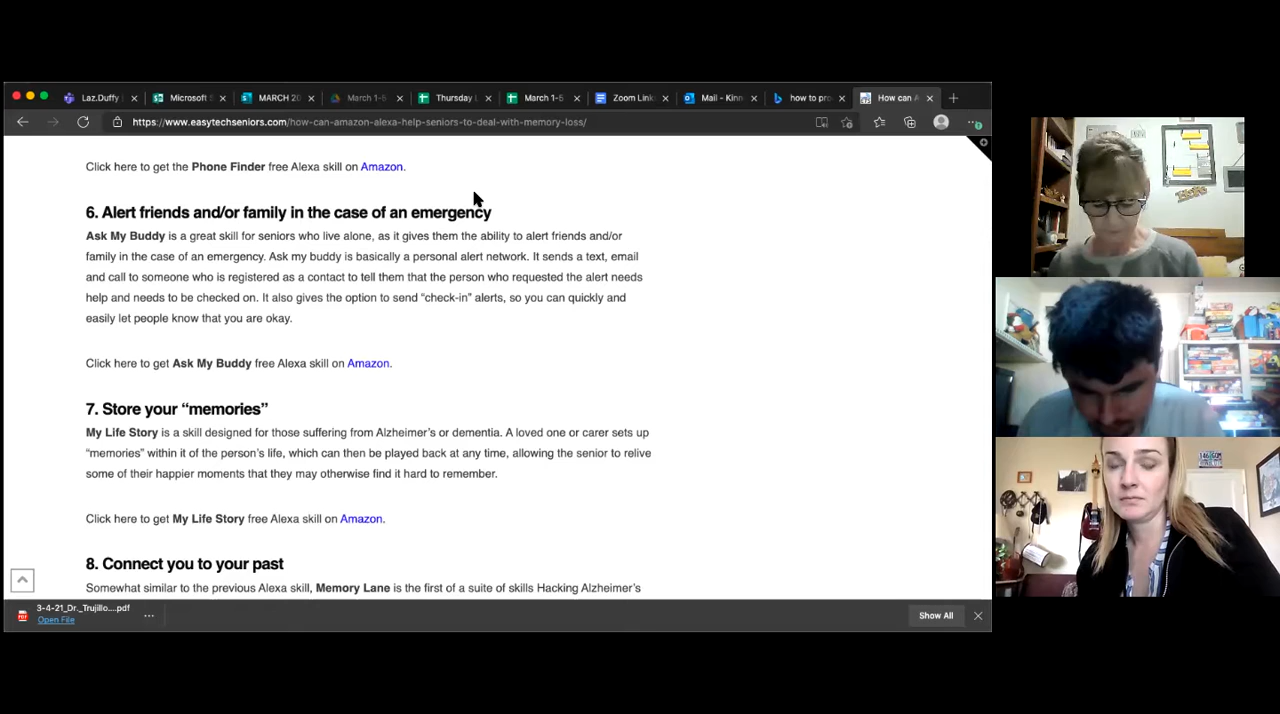 Laz.Duffy
Microsoft S
MARCH 20
March 1-5
Thursday L
March 1-5
Zoom Link
Mail - Kinn
how to pro
How can A
https://www.easytechseniors.com/how-can-amazon-alexa-help-seniors-to-deal-with-memory-loss/
Click here to get the Phone Finder free Alexa skill on Amazon.
6. Alert friends and/or family in the case of an emergency
Ask My Buddy is a great skill for seniors who live alone, as it gives them the ability to alert friends and/or
family in the case of an emergency. Ask my buddy is basically a personal alert network. It sends a text, email
and call to someone who is registered as a contact to tell them that the person who requested the alert needs
help and needs to be checked on. It also gives the option to send “check-in” alerts, so you can quickly and
easily let people know that you are okay.
Click here to get Ask My Buddy free Alexa skill on Amazon.
7. Store your “memories”
My Life Story is a skill designed for those suffering from Alzheimer’s or dementia. A loved one or carer sets up
“memories” within it of the person’s life, which can then be played back at any time, allowing the senior to relive
some of their happier moments that they may otherwise find it hard to remember.
Click here to get My Life Story free Alexa skill on Amazon.
8. Connect you to your past
Somewhat similar to the previous Alexa skill, Memory Lane is the first of a suite of skills Hacking Alzheimer’s
3-4-21_Dr._Trujillo....pdf
Open File
Show All